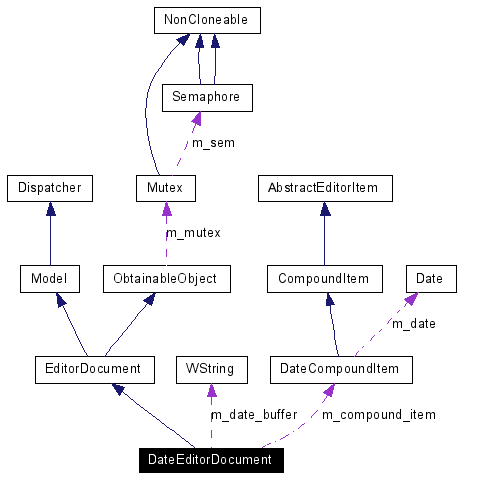 NonCloneable
Semaphore
m_sem
Dispatcher
Mutex
AbstractEditorItem
m_mutex
Model
ObtainableObject
CompoundItem
Date
m_date
EditorDocument
WString
DateCompoundItem
m_date_buffer
m_compound_item
DateEditorDocument